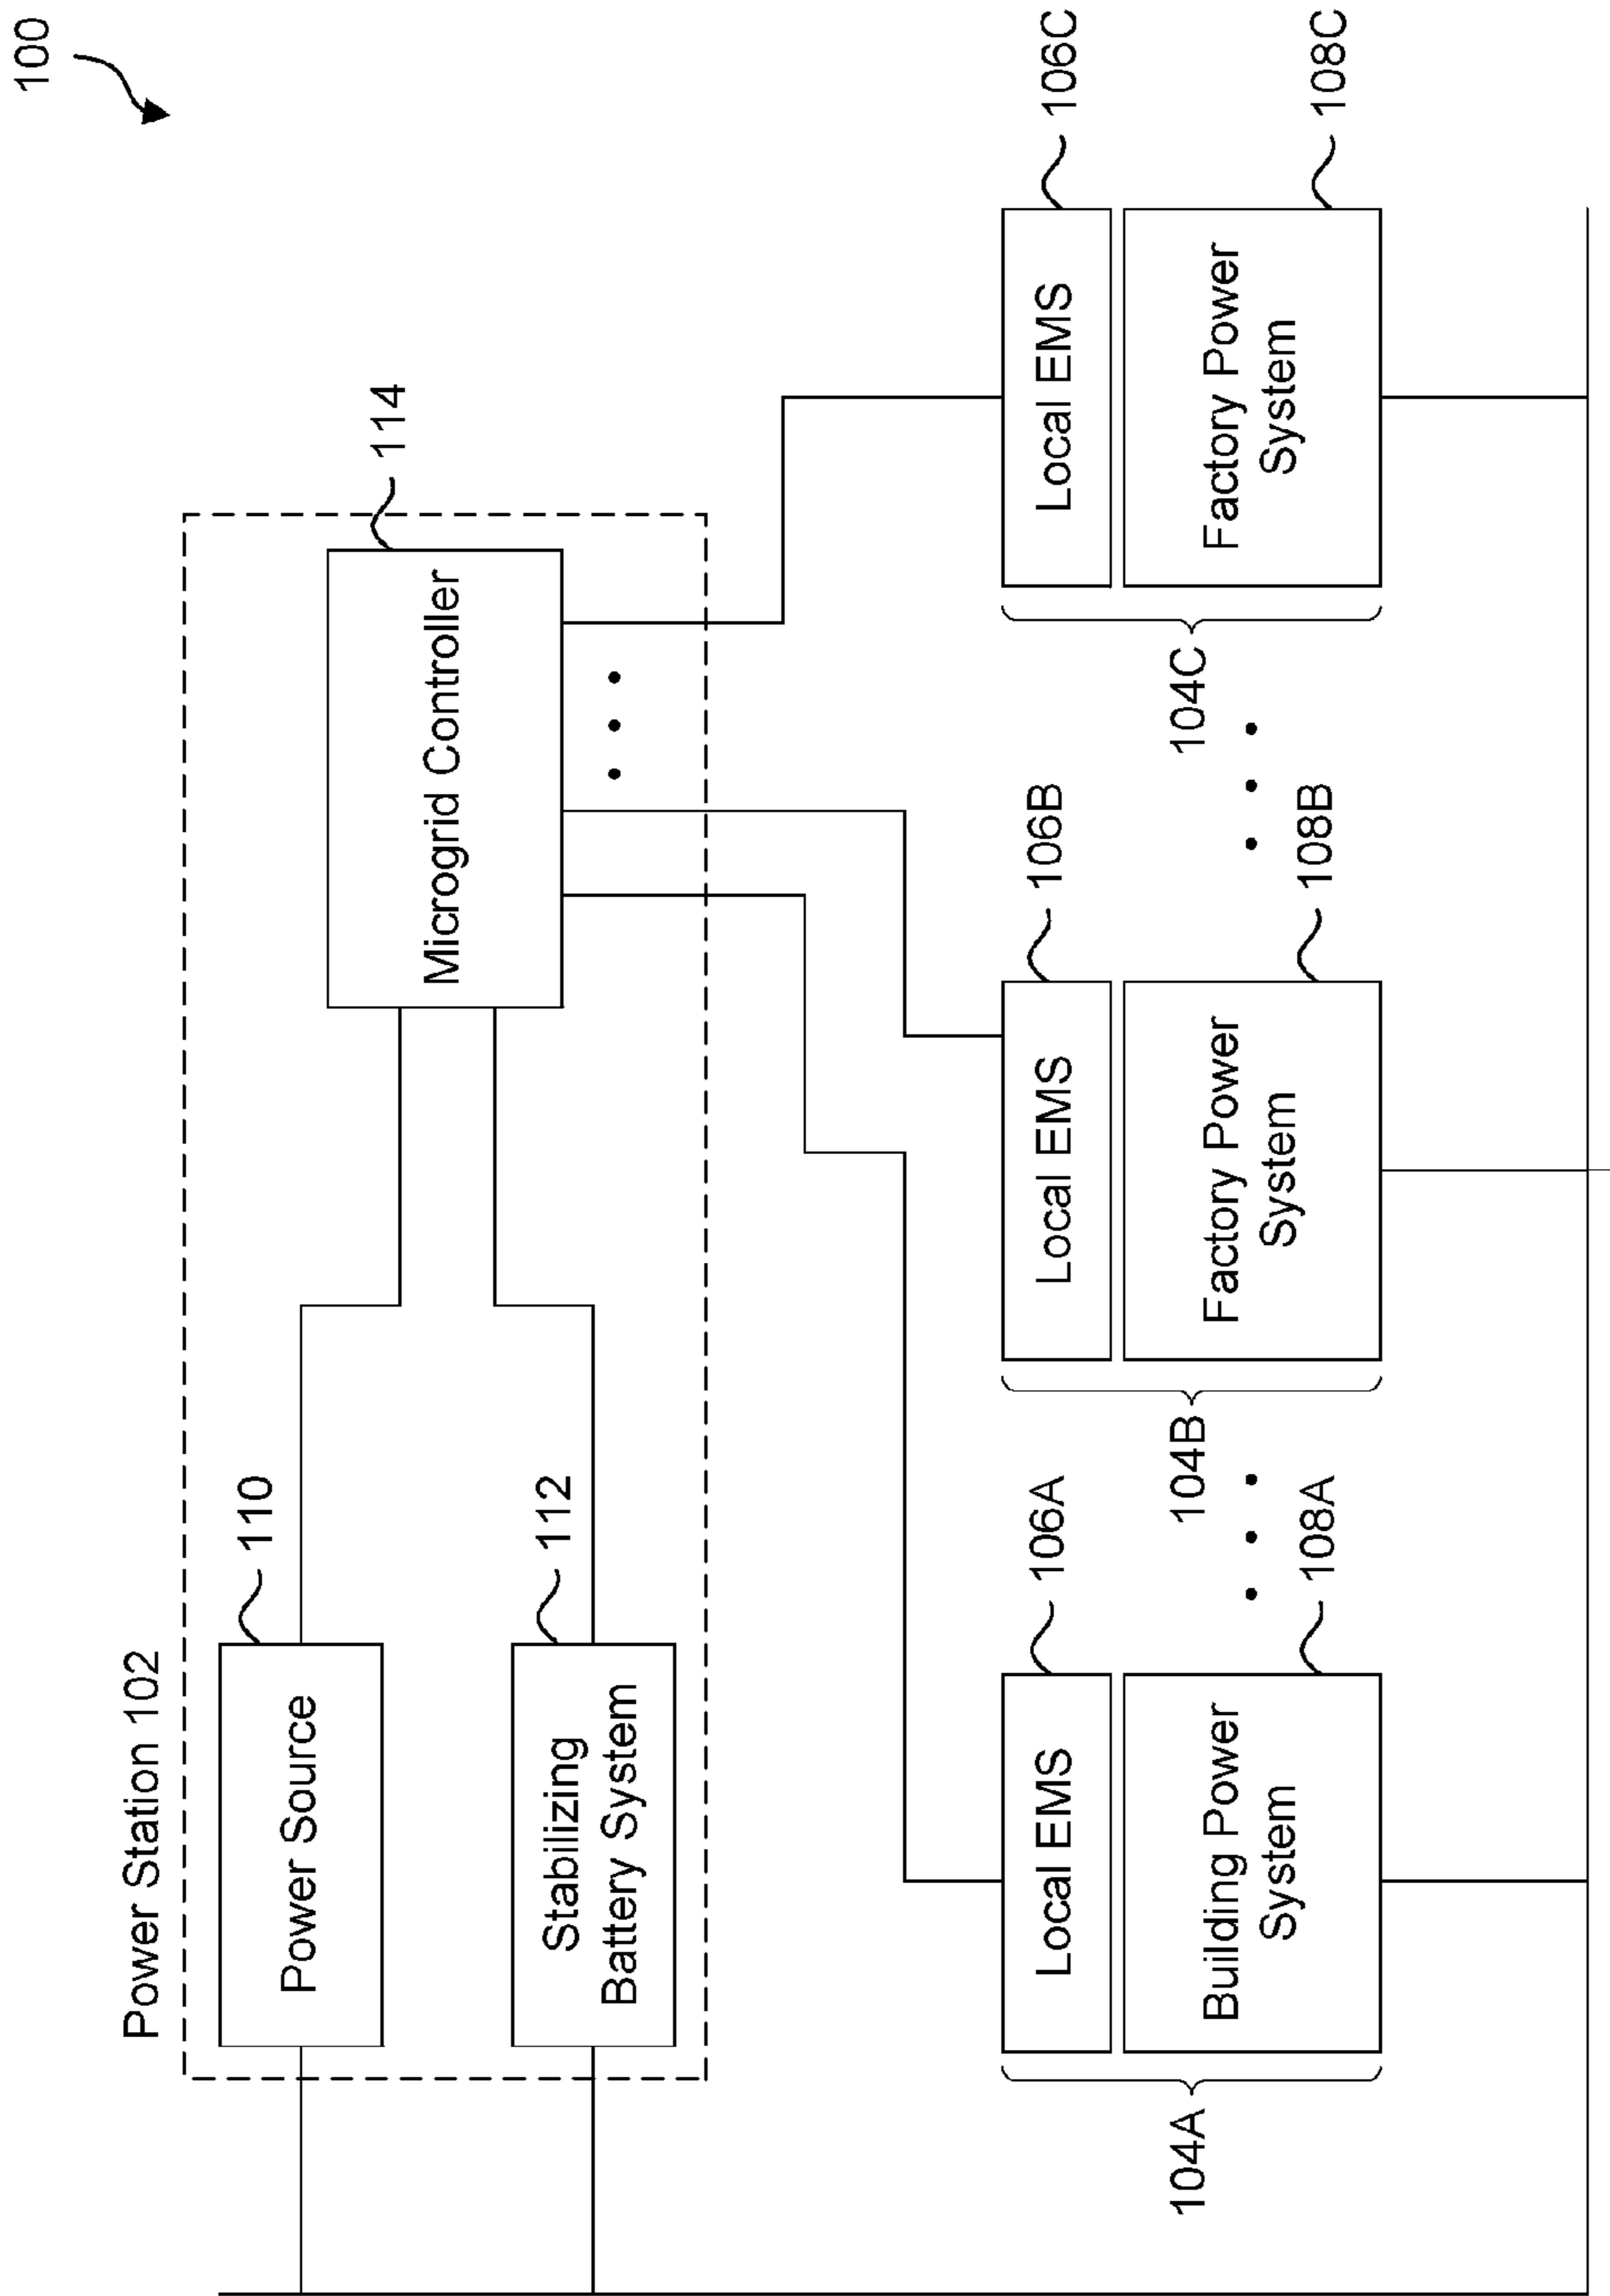 100
Power Station 102
110
Power Source
112
Stabilizing
Battery System
114
Microgrid Controller
106A
Local EMS
108A
Building Power
System
104A
106B
Local EMS
108B
Factory Power
System
104B
106C
Local EMS
108C
Factory Power
System
104C